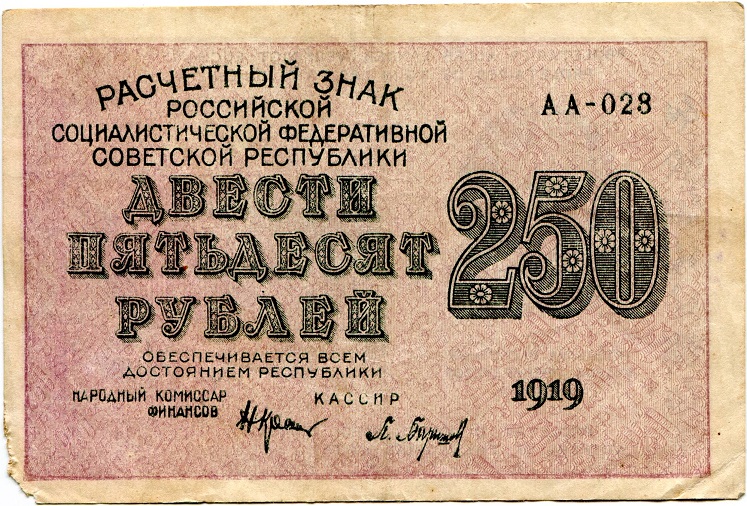 РАСЧЕТНЫЙ ЗНАК
РОССИЙСКОЙ
СОЦИАЛИСТИЧЕСКОЙ ФЕДЕРАТИВНОЙ
СОВЕТСКОЙ РЕСПУБЛИКИ
АА-028
ДВЕСТИ
ПЯТЬДЕСЯТ
РУБЛЕЙ
250
ОБЕСПЕЧИВАЕТСЯ ВСЕМ
ДОСТОЯНИЕМ РЕСПУБЛИКИ
НАРОДНЫЙ КОМИССАР
ФИНАНСОВ
КАССИР
1919